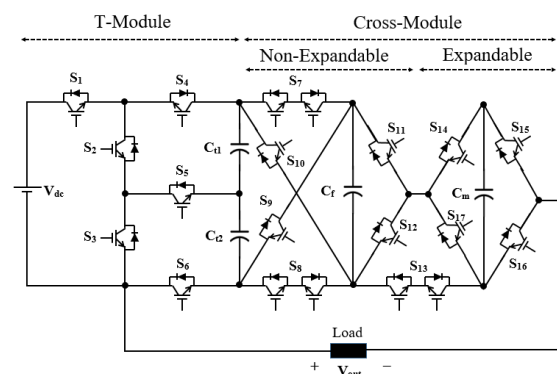 T-Module
Cross-Module
Non-Expandable
Expandable
S1
S4
S7
S2
S10
S11
S14
S15
Ct1
S5
Vdc
S9
Cf
Cm
S3
Ct2
S12
S17
S6
S8
S13
S16
Load
+ Vout −